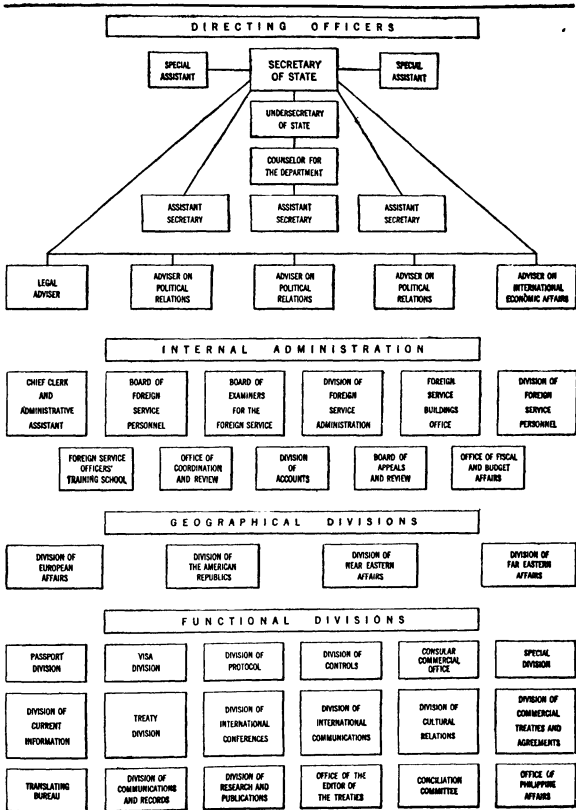 DIRECTING OFFICERS
SPECIAL
ASSISTANT
SECRETARY
OF STATE
SPECIAL
ASSISTANT
UNDERSECRETARY
OF STATE
COUNSELOR FOR
THE DEPARTMENT
ASSISTANT
SECRETARY
ASSISTANT
SECRETARY
ASSISTANT
SECRETARY
LEGAL
ADVISER
ADVISER ON
POLITICAL
RELATIONS
ADVISER ON
POLITICAL
RELATIONS
ADVISER ON
POLITICAL
RELATIONS
ADVISER ON
INTERNATIONAL
ECONOMIC AFFAIRS
INTERNAL ADMINISTRATION
CHIEF CLERK
AND
ADMINISTRATIVE
ASSISTANT
BOARD OF
FOREIGN
SERVICE
PERSONNEL
BOARD OF
EXAMINERS
FOR THE
FOREIGN SERVICE
DIVISION OF
FOREIGN
SERVICE
ADMINISTRATION
FOREIGN
SERVICE
BUILDINGS
OFFICE
DIVISION OF
FOREIGN
SERVICE
PERSONNEL
FOREIGN SERVICE
OFFICERS'
TRAINING SCHOOL
OFFICE OF
COORDINATION
AND REVIEW
DIVISION
OF
ACCOUNTS
BOARD OF
APPEALS
AND REVIEW
OFFICE OF FISCAL
AND BUDGET
AFFAIRS
GEOGRAPHICAL DIVISIONS
DIVISION OF
EUROPEAN
AFFAIRS
DIVISION OF
THE AMERICAN
REPUBLICS
DIVISION OF
NEAR EASTERN
AFFAIRS
DIVISION OF
FAR EASTERN
AFFAIRS
FUNCTIONAL DIVISIONS
PASSPORT
DIVISION
VISA
DIVISION
DIVISION OF
PROTOCOL
DIVISION OF
CONTROLS
CONSULAR
COMMERCIAL
OFFICE
SPECIAL
DIVISION
DIVISION OF
CURRENT
INFORMATION
TREATY
DIVISION
DIVISION OF
INTERNATIONAL
CONFERENCES
DIVISION OF
INTERNATIONAL
COMMUNICATIONS
DIVISION OF
CULTURAL
RELATIONS
DIVISION OF
COMMERCIAL
TREATIES AND
AGREEMENTS
TRANSLATING
BUREAU
DIVISION OF
COMMUNICATIONS
AND RECORDS
DIVISION OF
RESEARCH AND
PUBLICATIONS
OFFICE OF THE
EDITOR OF
THE TREATIES
CONCILIATION
COMMITTEE
OFFICE OF
PHILIPPINE
AFFAIRS